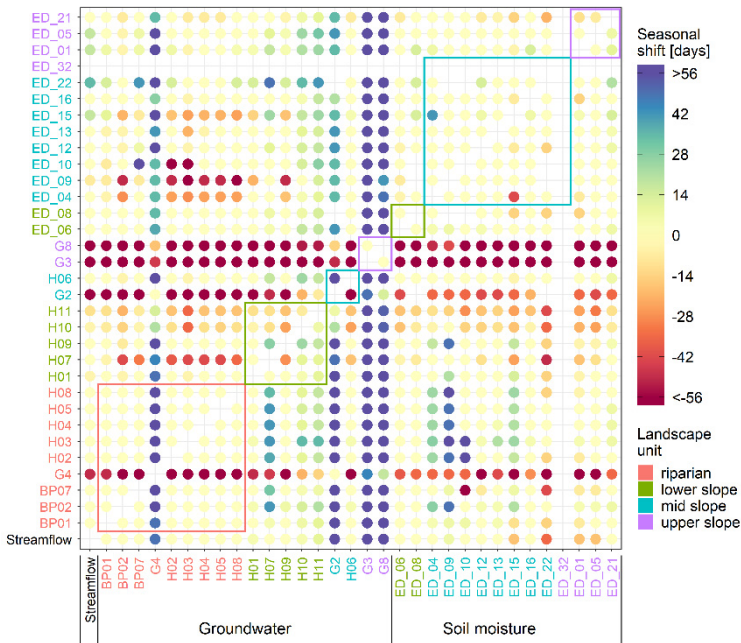 ED_21
ED_05
ED_01
ED_32
ED_22
ED_16
ED_15
ED_13
ED_12
ED_10
ED_09
ED_04
ED_08
ED_06
G8
G3
H06
G2
H11
H10
H09
H07
H01
H08
H05
H04
H03
H02
G4
BP07
BP02
BP01
Streamflow
Streamflow
BP01
BP02
BP07
G4
H02
H03
H04
H05
H08
H01
H07
H09
H10
H11
G2
H06
G3
G8
ED_06
ED_08
ED_04
ED_09
ED_10
ED_12
ED_13
ED_15
ED_16
ED_22
ED_32
ED_01
ED_05
ED_21
Groundwater
Soil moisture
Seasonal
shift [days]
>56
42
28
14
0
-14
-28
-42
<-56
Landscape
unit
riparian
lower slope
mid slope
upper slope